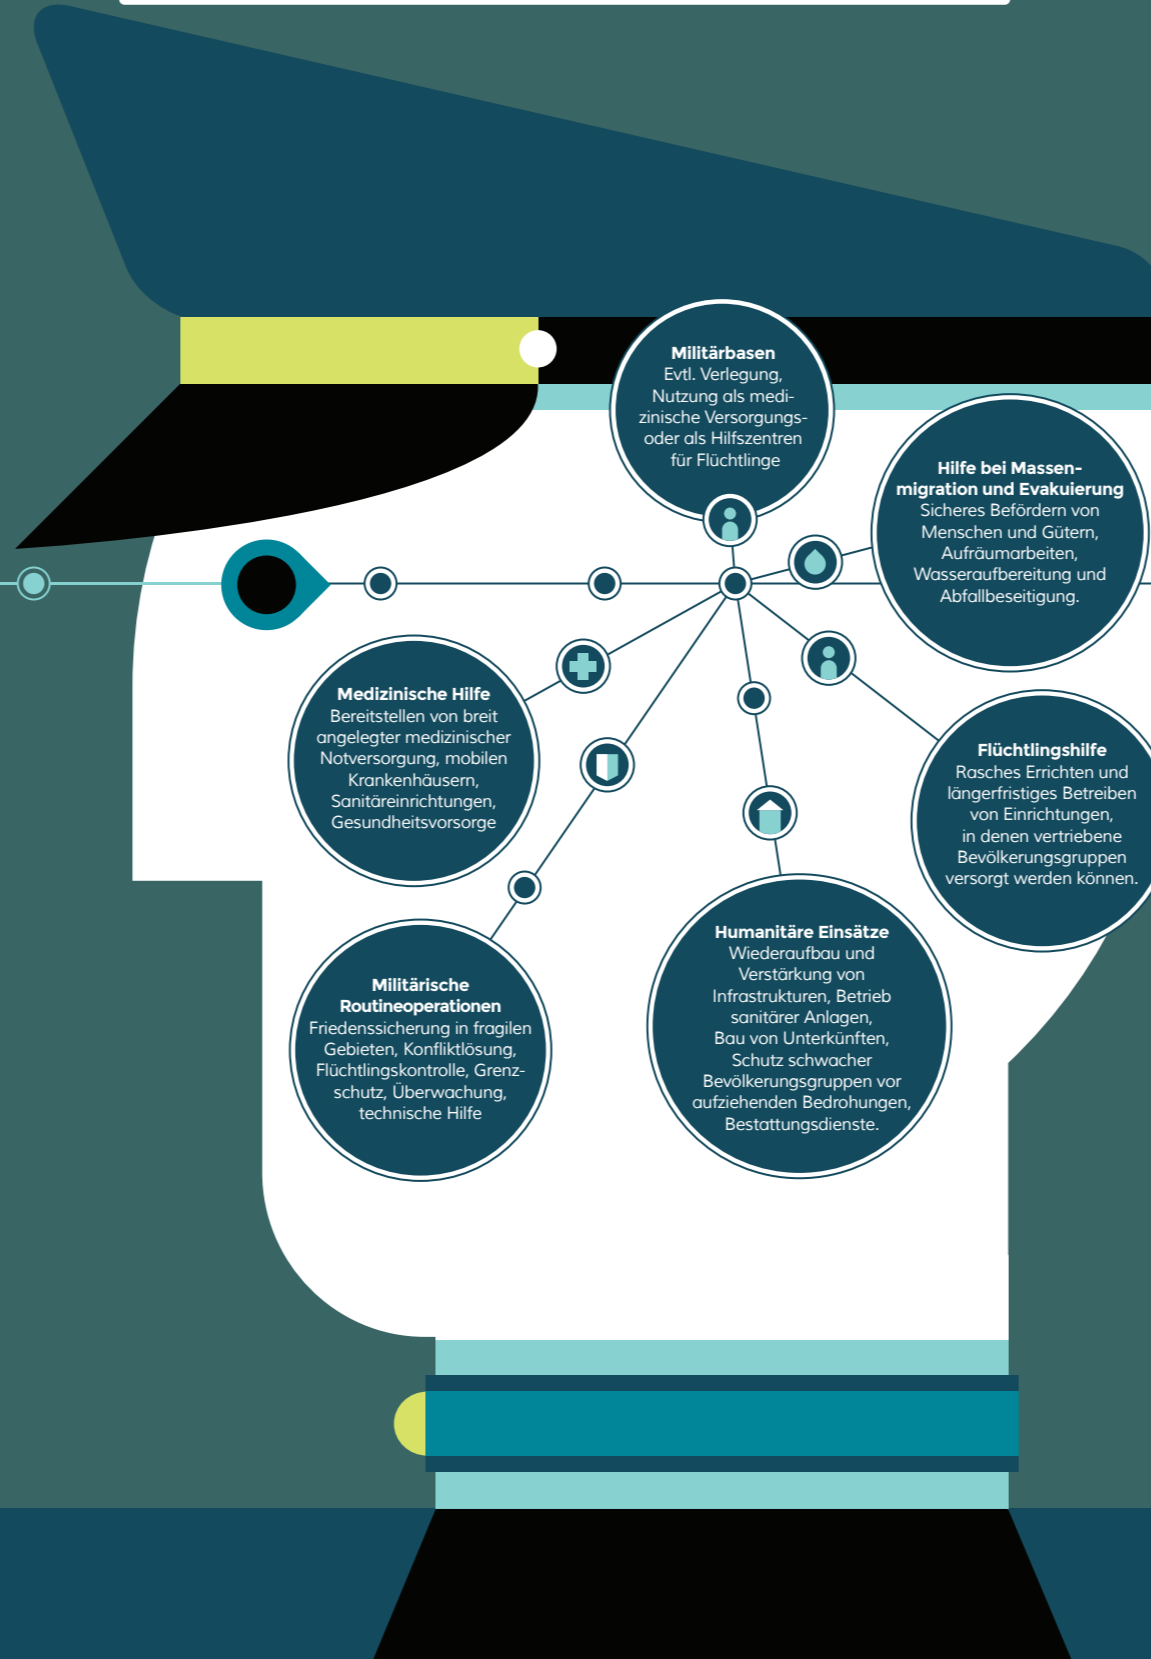 Militärbasen
Evtl. Verlegung,
Nutzung als medi-
zinische Versorgungs-
oder als Hilfszentren
für Flüchtlinge
Hilfe bei Massen-
migration und Evakuierung
Sicheres Befördern von
Menschen und Gütern,
Aufräumarbeiten,
Wasseraufbereitung und
Abfallbeseitigung.
Medizinische Hilfe
Bereitstellen von breit
angelegter medizinischer
Notversorgung, mobilen
Krankenhäusern,
Sanitäreinrichtungen,
Gesundheitsvorsorge
Flüchtlingshilfe
Rasches Errichten und
längerfristiges Betreiben
von Einrichtungen,
in denen vertriebene
Bevölkerungsgruppen
versorgt werden können.
Militärische
Routineoperationen
Friedenssicherung in fragilen
Gebieten, Konfliktlösung,
Flüchtlingskontrolle, Grenz-
schutz, Überwachung,
technische Hilfe
Humanitäre Einsätze
Wiederaufbau und
Verstärkung von
Infrastrukturen, Betrieb
sanitärer Anlagen,
Bau von Unterkünften,
Schutz schwacher
Bevölkerungsgruppen vor
aufziehenden Bedrohungen,
Bestattungsdienste.